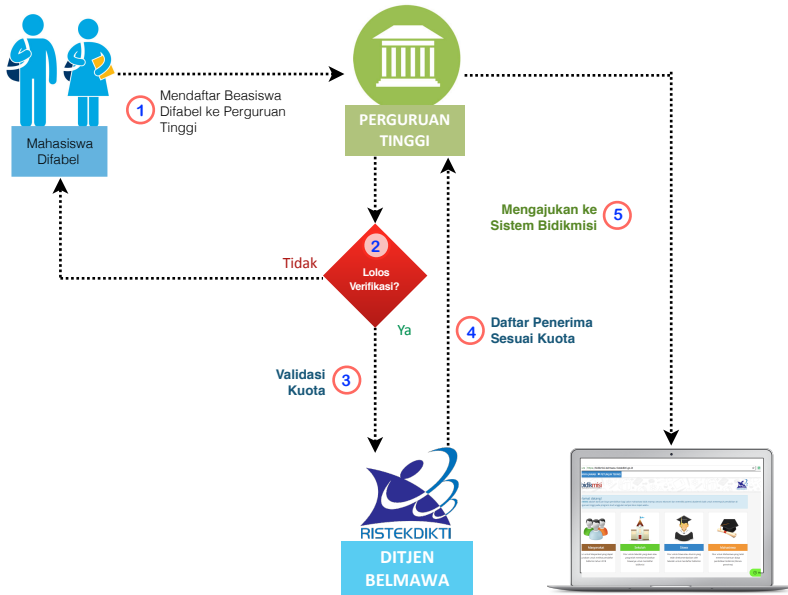 1
Mendaftar Beasiswa
Difabel ke Perguruan
Tinggi
Mahasiswa
Difabel
PERGURUAN
TINGGI
Mengajukan ke
Sistem Bidikmisi
5
2
Lolos
Verifikasi?
Tidak
Ya
4
Daftar Penerima
Sesuai Kuota
Validasi
Kuota
3
RISTEKDIKTI
DITJEN
BELMAWA
bidikmisi